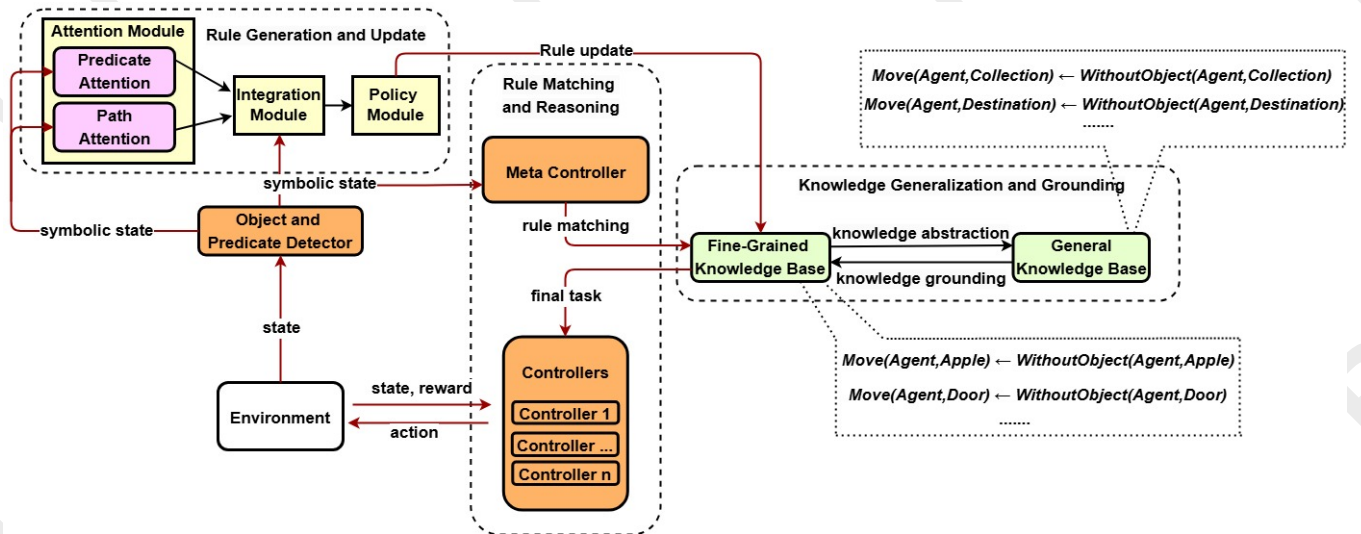 Attention Module
Rule Generation and Update
Predicate
Attention
Path
Attention
Integration
Module
Policy
Module
Rule update
Rule Matching
and Reasoning
Move(Agent,Collection) ← WithoutObject(Agent,Collection)
Move(Agent,Destination) ← WithoutObject(Agent,Destination)
.......
symbolic state
Meta Controller
Knowledge Generalization and Grounding
symbolic state
Object and
Predicate Detector
rule matching
Fine-Grained
Knowledge Base
knowledge abstraction
knowledge grounding
General
Knowledge Base
final task
state
Move(Agent,Apple) ← WithoutObject(Agent,Apple)
Move(Agent,Door) ← WithoutObject(Agent,Door)
.......
Environment
state, reward
action
Controllers
Controller 1
Controller ...
Controller n